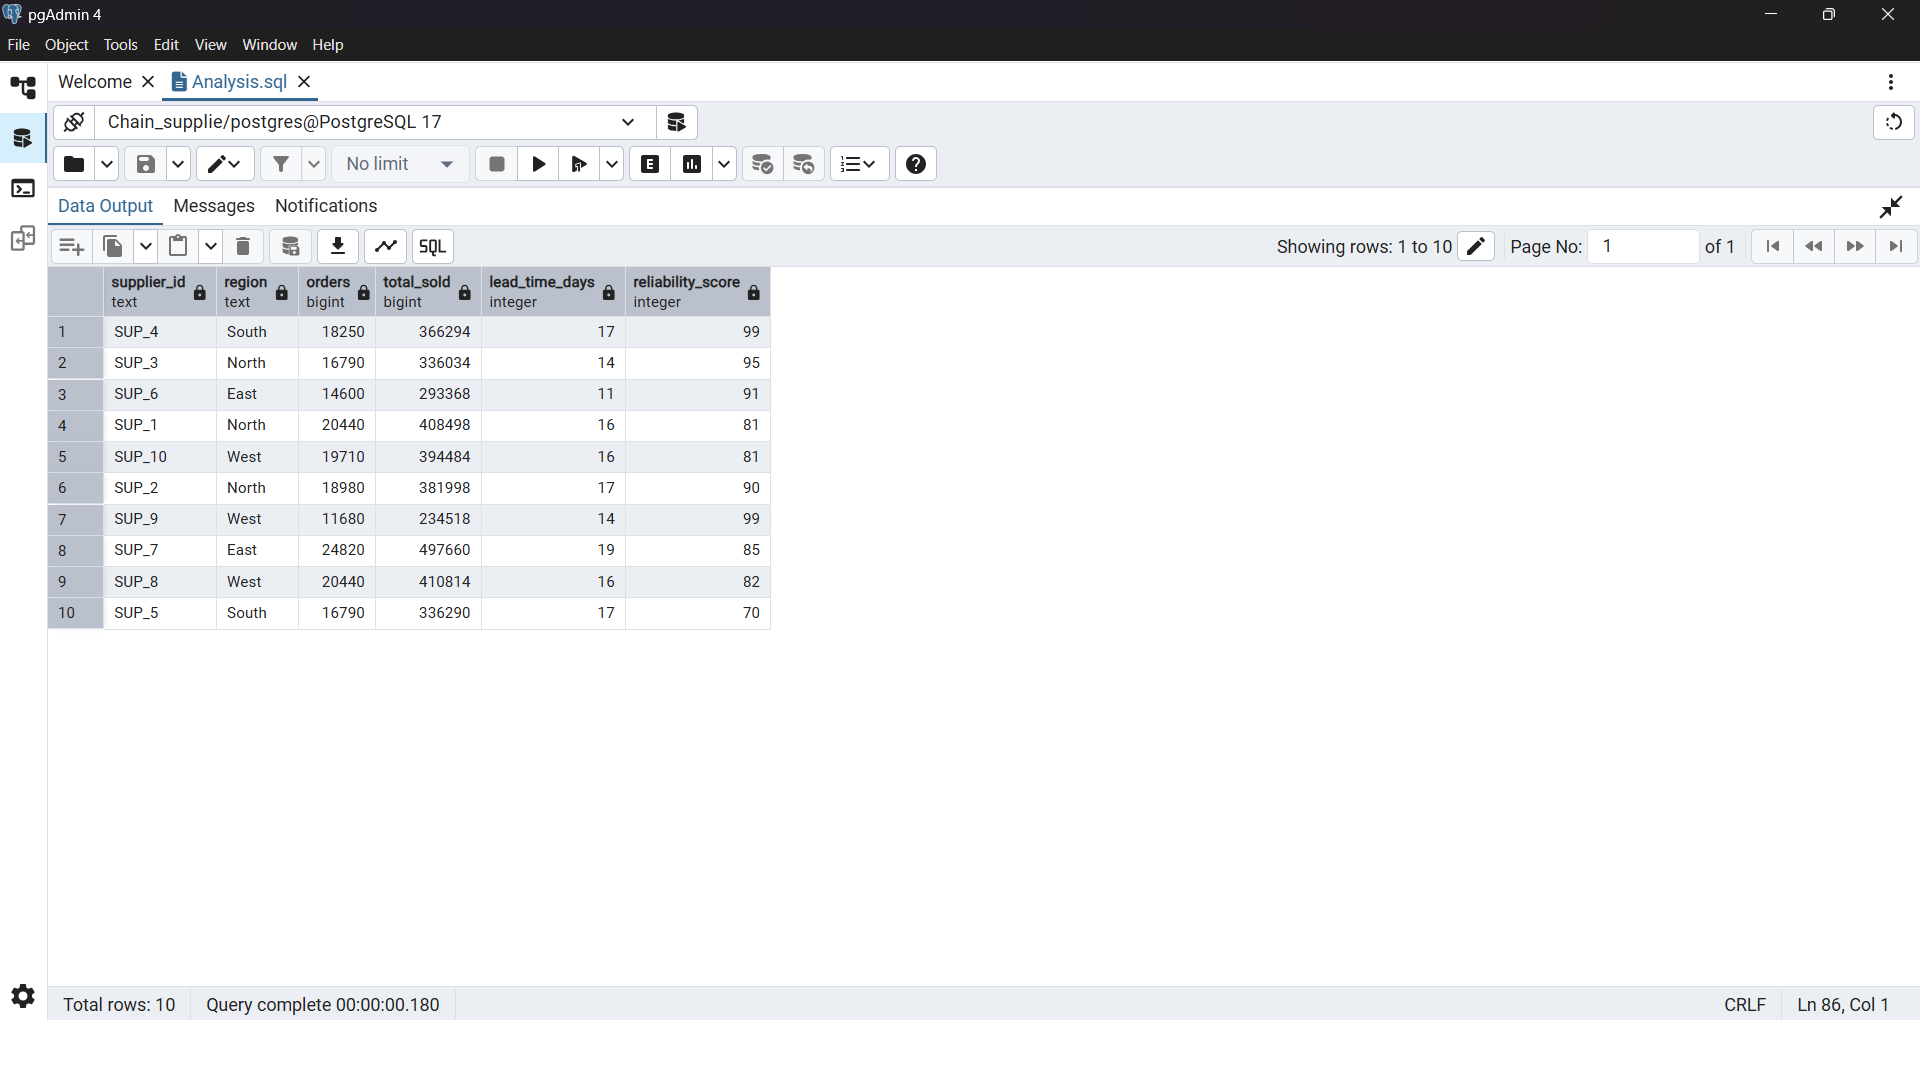 pgAdmin 4
File Object Tools Edit View Window Help
Welcome Analysis.sql
Chain_supplie/postgres@PostgreSQL 17
No limit E
Data Output Messages Notifications
SQL Showing rows: 1 to 10 Page No: 1 of 1
supplier_id region orders total_sold lead_time_days reliability_score
text text bigint bigint integer integer
1 SUP_4 South 18250 366294 17 99
2 SUP_3 North 16790 336034 14 95
3 SUP_6 East 14600 293368 11 91
4 SUP_1 North 20440 408498 16 81
5 SUP_10 West 19710 394484 16 81
6 SUP_2 North 18980 381998 17 90
7 SUP_9 West 11680 234518 14 99
8 SUP_7 East 24820 497660 19 85
9 SUP_8 West 20440 410814 16 82
10 SUP_5 South 16790 336290 17 70
Total rows: 10 Query complete 00:00:00.180 CRLF Ln 86, Col 1